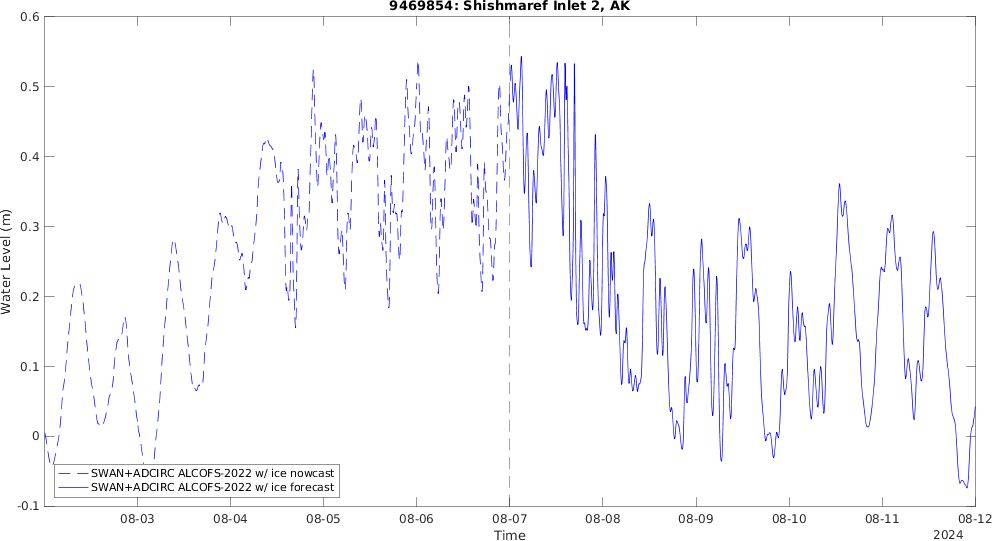 9469854: Shishmaref Inlet 2, AK
0.6
0.5
0.4
0.3
0.2
0.1
0
-0.1
Water Level (m)
SWAN+ADCIRC ALCOFS-2022 w/ ice nowcast
SWAN+ADCIRC ALCOFS-2022 w/ ice forecast
08-03 08-04 08-05 08-06 08-07 08-08 08-09 08-10 08-11 08-12
Time
2024